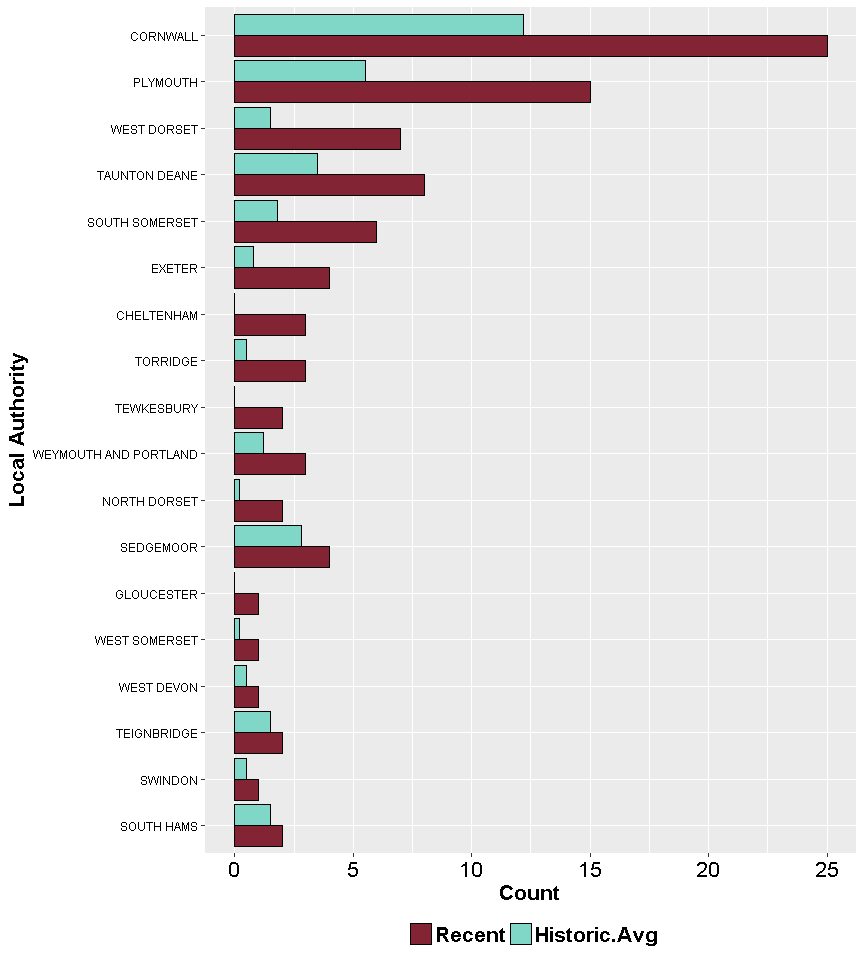 CORNWALL
PLYMOUTH
WEST DORSET
TAUNTON DEANE
SOUTH SOMERSET
EXETER
CHELTENHAM
TORRIDGE
TEWKESBURY
WEYMOUTH AND PORTLAND
NORTH DORSET
SEDGEMOOR
GLOUCESTER
WEST SOMERSET
WEST DEVON
TEIGNBRIDGE
SWINDON
SOUTH HAMS
Local Authority
0 5 10 15 20 25
Count
Recent Historic.Avg